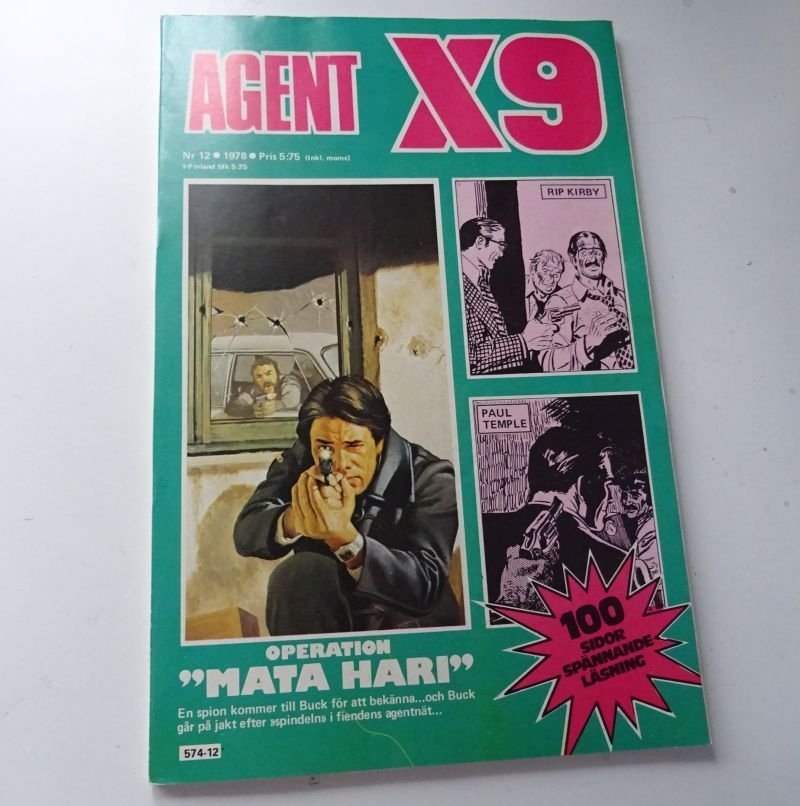 AGENT X9
Nr 12 • 1978 • Pris 5:75 (Inkl. moms)
I-Finland Mk 5:75
RIP KIRBY
PAUL
TEMPLE
100
SIDOR
SPÄNNANDE
LÄSNING
OPERATION
”MATA HARI”
En spion kommer till Buck för att bekänna...och Buck
går på jakt efter »spindeln» i fiendens agentnät...
574-12